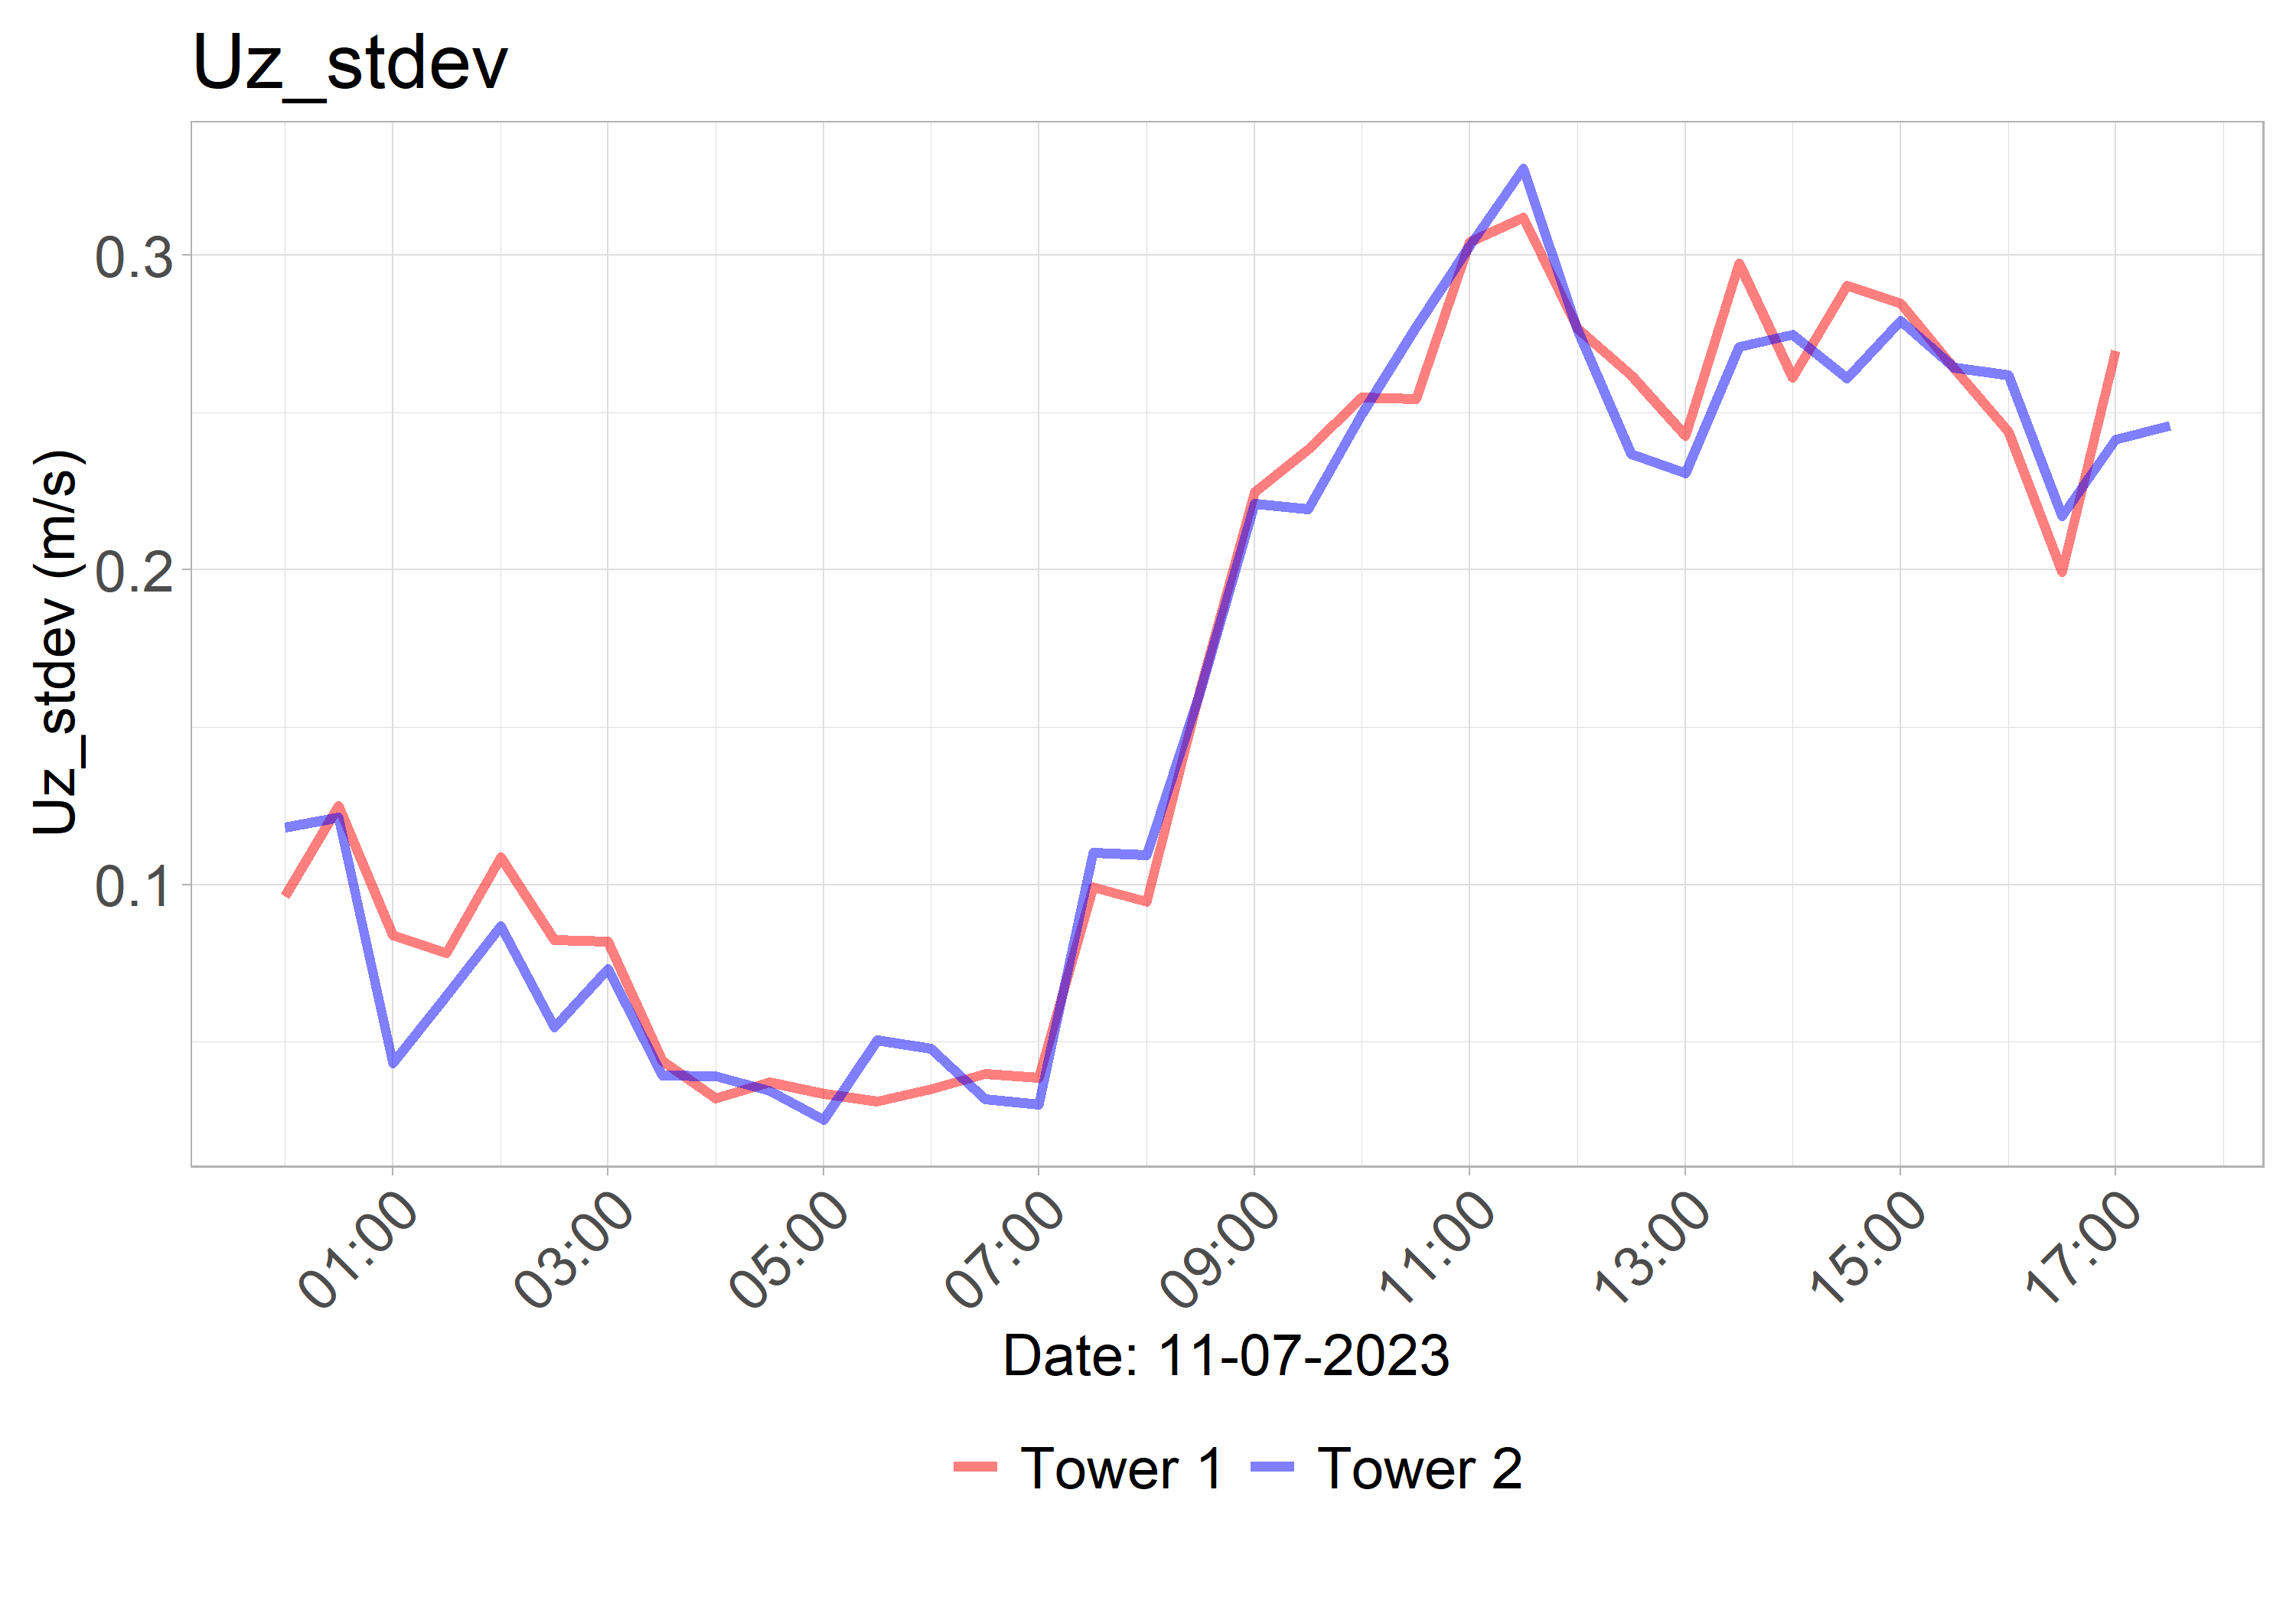 Uz_stdev
Uz_stdev (m/s)
0.3
0.2
0.1
01:00 03:00 05:00 07:00 09:00 11:00 13:00 15:00 17:00
Date: 11-07-2023
Tower 1 Tower 2